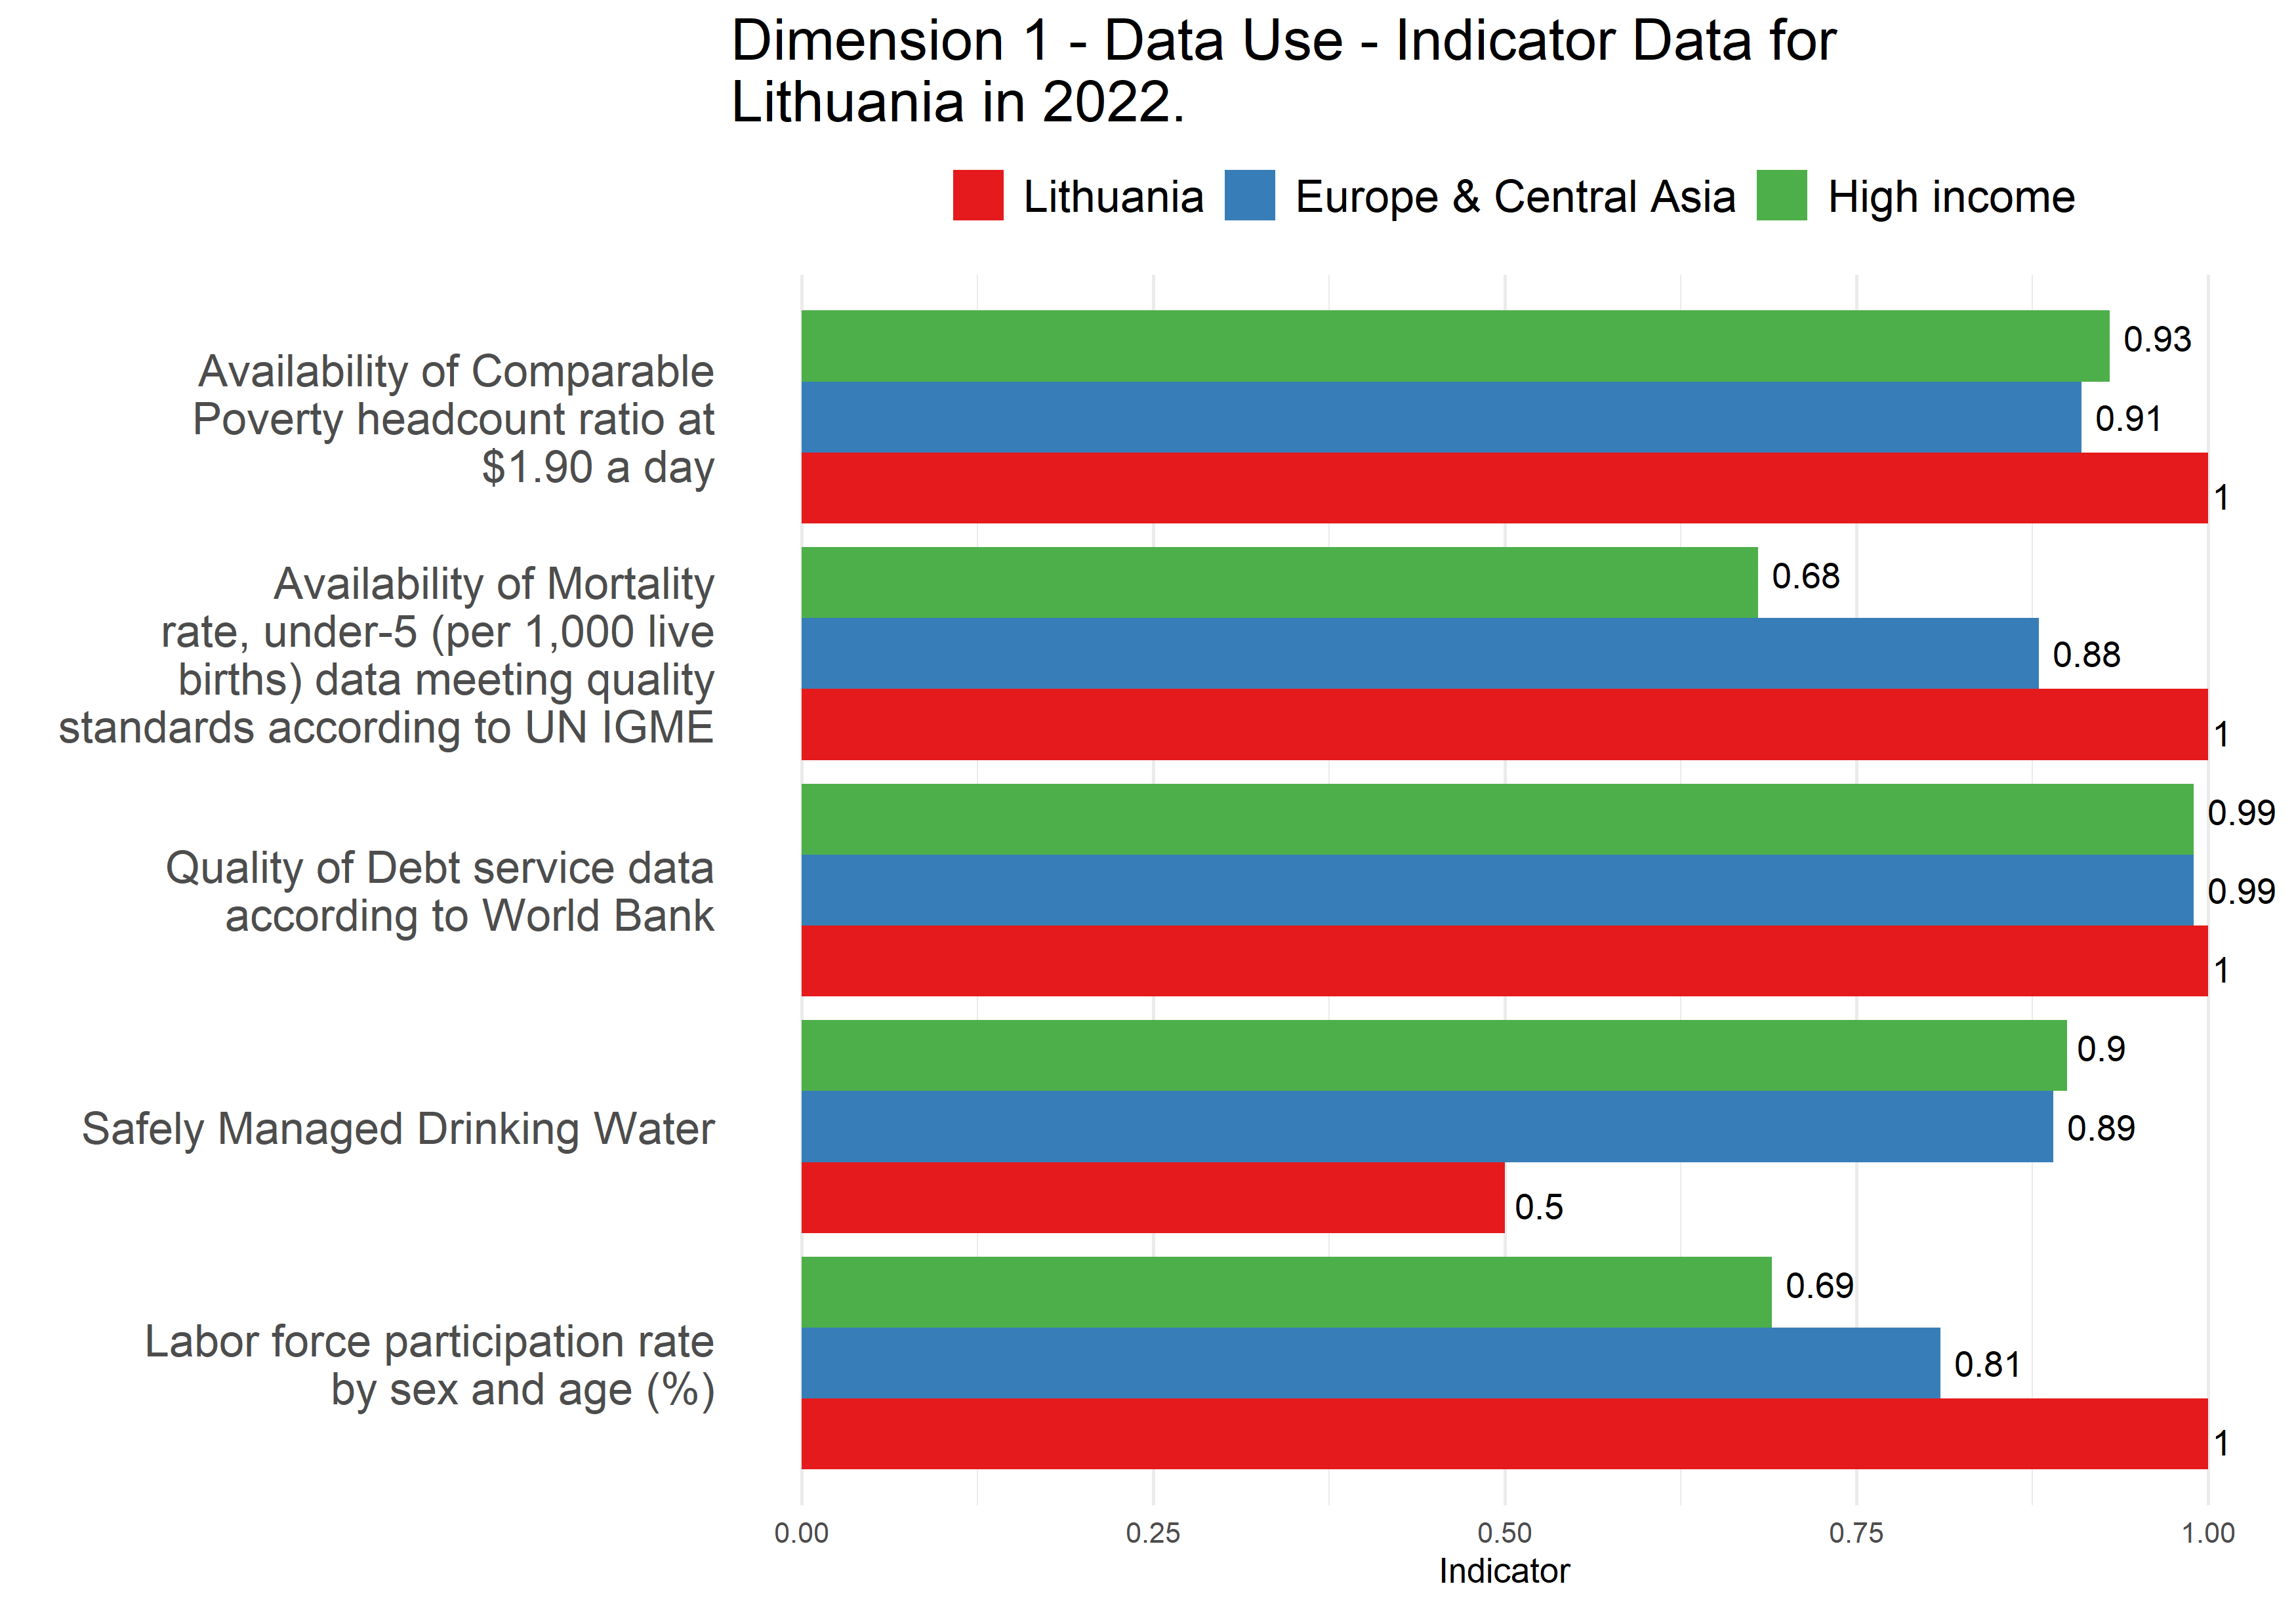 Dimension 1 - Data Use - Indicator Data for
Lithuania in 2022.
Lithuania
Europe & Central Asia
High income
Availability of Comparable
Poverty headcount ratio at
$1.90 a day
0.93
0.91
1
Availability of Mortality
rate, under-5 (per 1,000 live
births) data meeting quality
standards according to UN IGME
0.68
0.88
1
Quality of Debt service data
according to World Bank
0.99
0.99
1
Safely Managed Drinking Water
0.9
0.89
0.5
Labor force participation rate
by sex and age (%)
0.69
0.81
1
0.00
0.25
0.50
0.75
1.00
Indicator